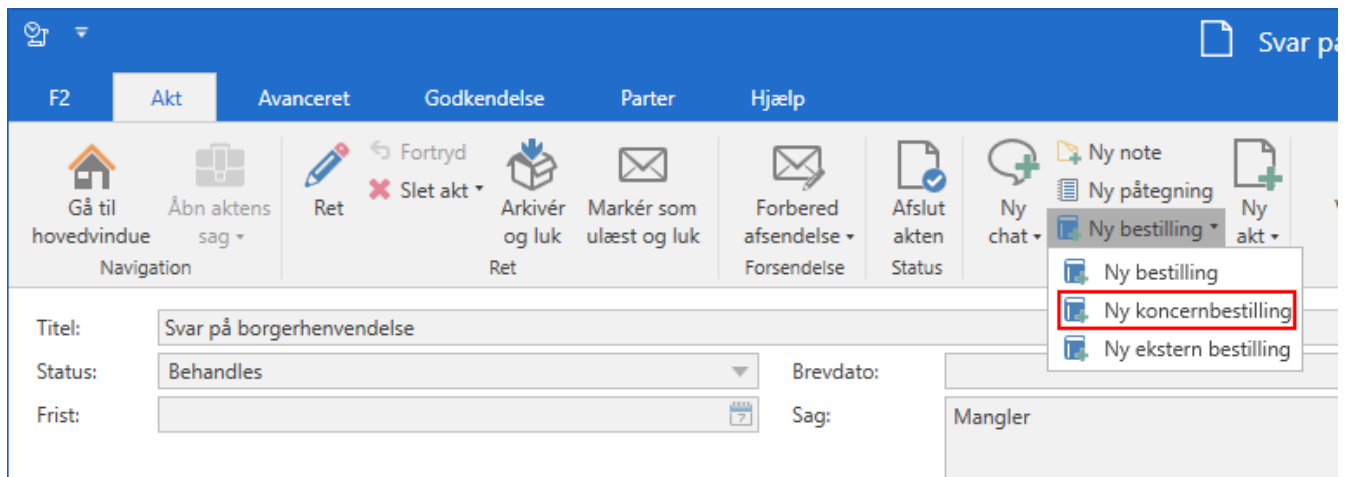 Svar på
F2
Akt
Avanceret
Godkendelse
Parter
Hjælp
Gå til
hovedvindue
Åbn aktens
sag
Navigation
Ret
Fortryd
Slet akt
Arkivér
og luk
Markér som
ulæst og luk
Ret
Forbered
afsendelse
Forsendelse
Afslut
akten
Status
Ny
chat
Ny note
Ny påtegning
Ny bestilling
Ny
akt
Ny bestilling
Ny koncernbestilling
Ny ekstern bestilling
Titel:
Svar på borgerhenvendelse
Status:
Behandles
Brevdato:
Frist:
7
Sag:
Mangler